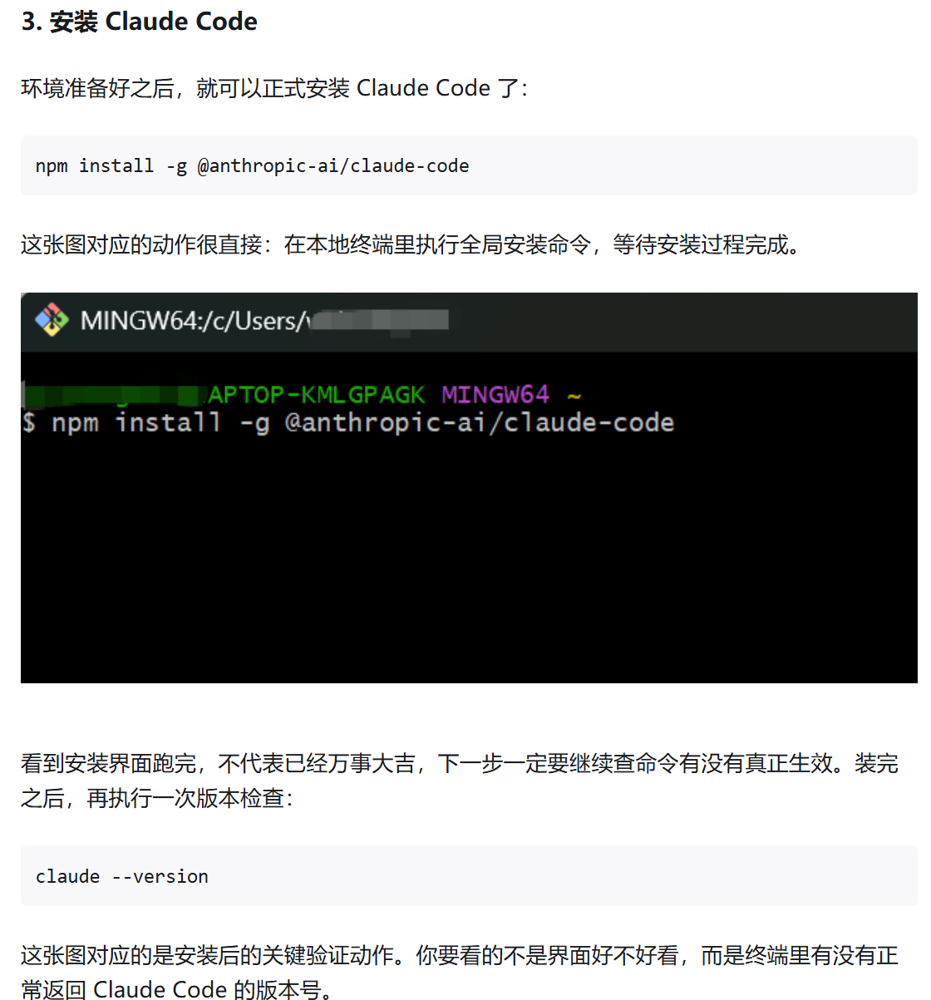 3. 安装 Claude Code
环境准备好之后，就可以正式安装 Claude Code 了：
npm install -g @anthropic-ai/claude-code
这张图对应的动作很直接：在本地终端里执行全局安装命令，等待安装过程完成。
MINGW64:/c/Users/
APTOP-KMLGPAGK MINGW64 ~
$ npm install -g @anthropic-ai/claude-code
看到安装界面跑完，不代表已经万事大吉，下一步一定要继续查命令有没有真正生效。装完
之后，再执行一次版本检查：
claude --version
这张图对应的是安装后的关键验证动作。你要看的不是界面好不好看，而是终端里有没有正
常返回 Claude Code 的版本号。